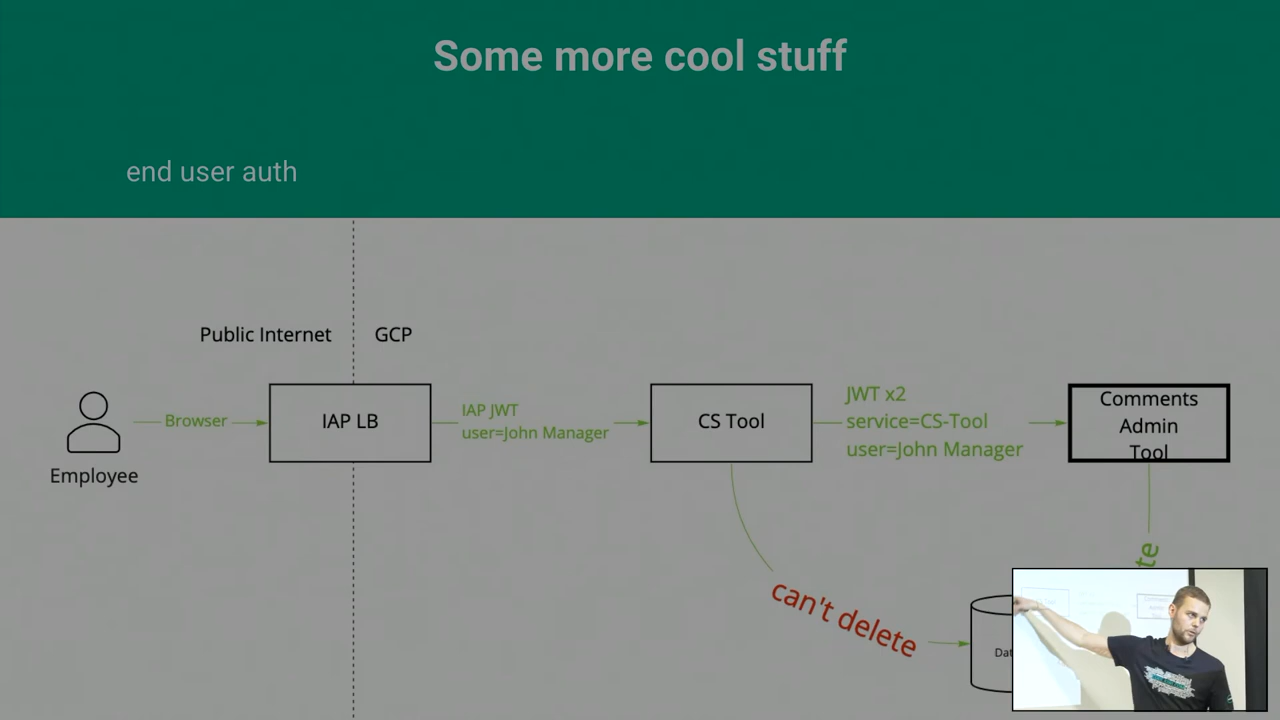 Some more cool stuff
end user auth
Public Internet
GCP
Employee
Browser
IAP LB
IAP JWT
user=John Manager
CS Tool
JWT x2
service=CS-Tool
user=John Manager
Comments
Admin
Tool
can't delete